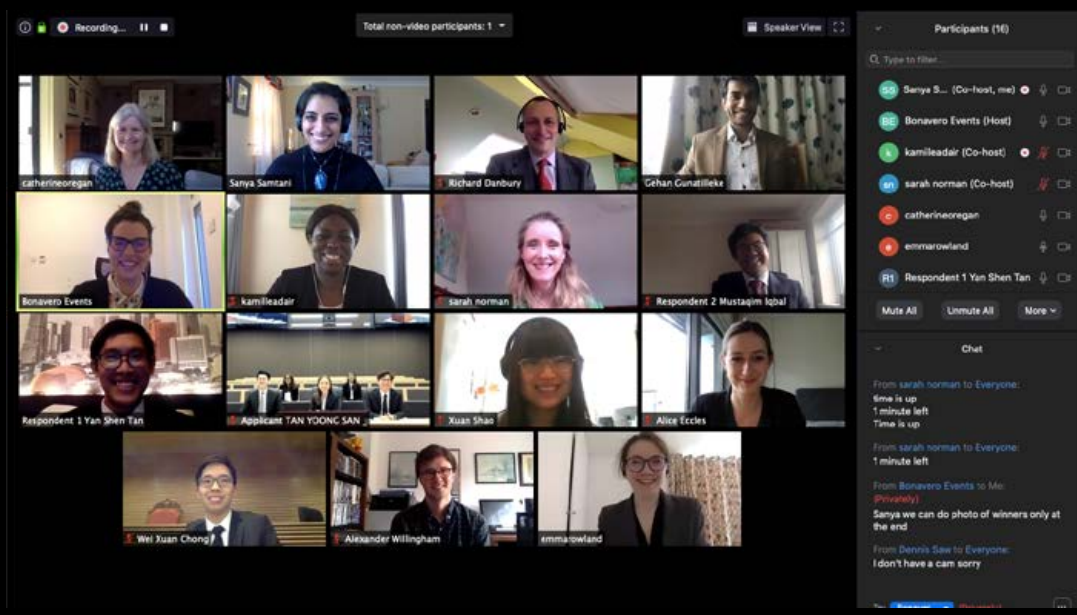 Recording...
Total non-video participants: 1
Speaker View
Participants (16)
Type to filter...
catherineoregan
Sanya Samtani
Richard Danbury
Gehan Gunatilleke
Bonavero Events
kamilleadair
sarah norman
Respondent 2 Mustaqim Iqbal
Respondent 1 Yan Shen Tan
Applicant TAN YOONG SAN
Xuan Shao
Alice Eccles
Wei Xuan Chong
Alexander Willingham
emmarowland
SS Sanya S... (Co-host, me)
BE Bonavero Events (Host)
k kamilleadair (Co-host)
sn sarah norman (Co-host)
c catherineoregan
e emmarowland
R1 Respondent 1 Yan Shen Tan
Mute All Unmute All More
Chat
From sarah norman to Everyone:
time is up
1 minute left
Time is up
From sarah norman to Everyone:
1 minute left
From Bonavero Events to Me:
(Privately)
Sanya we can do photo of winners only at
the end
From Dennis Saw to Everyone:
I don't have a cam sorry